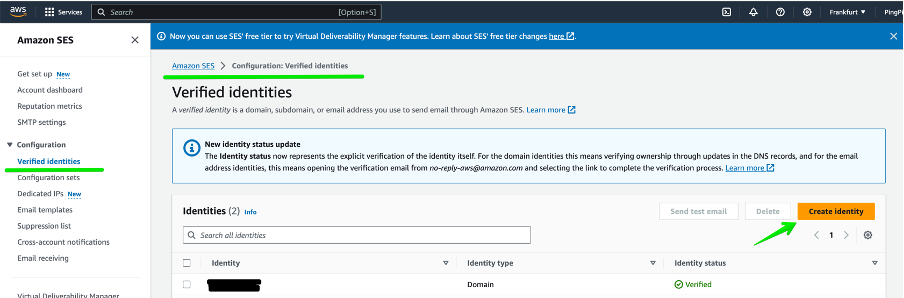 aws Services Search [Option+S] Frankfurt PingPi
Amazon SES
Now you can use SES' free tier to try Virtual Deliverability Manager features. Learn about SES' free tier changes here
Get set up New
Account dashboard
Reputation metrics
SMTP settings
Configuration
Verified identities
Configuration sets
Dedicated IPs New
Email templates
Suppression list
Cross-account notifications
Email receiving
Virtual Deliverability Manager
Amazon SES > Configuration: Verified identities
Verified identities
A verified identity is a domain, subdomain, or email address you use to send email through Amazon SES. Learn more
New identity status update
The Identity status now represents the explicit verification of the identity itself. For the domain identities this means verifying ownership through updates in the DNS records, and for the email
address identities, this means opening the verification email from no-reply-aws@amazon.com and selecting the link to complete the verification process. Learn more
Identities (2) Info Send test email Delete Create identity
Search all identities 1
Identity Identity type Identity status
Domain Verified